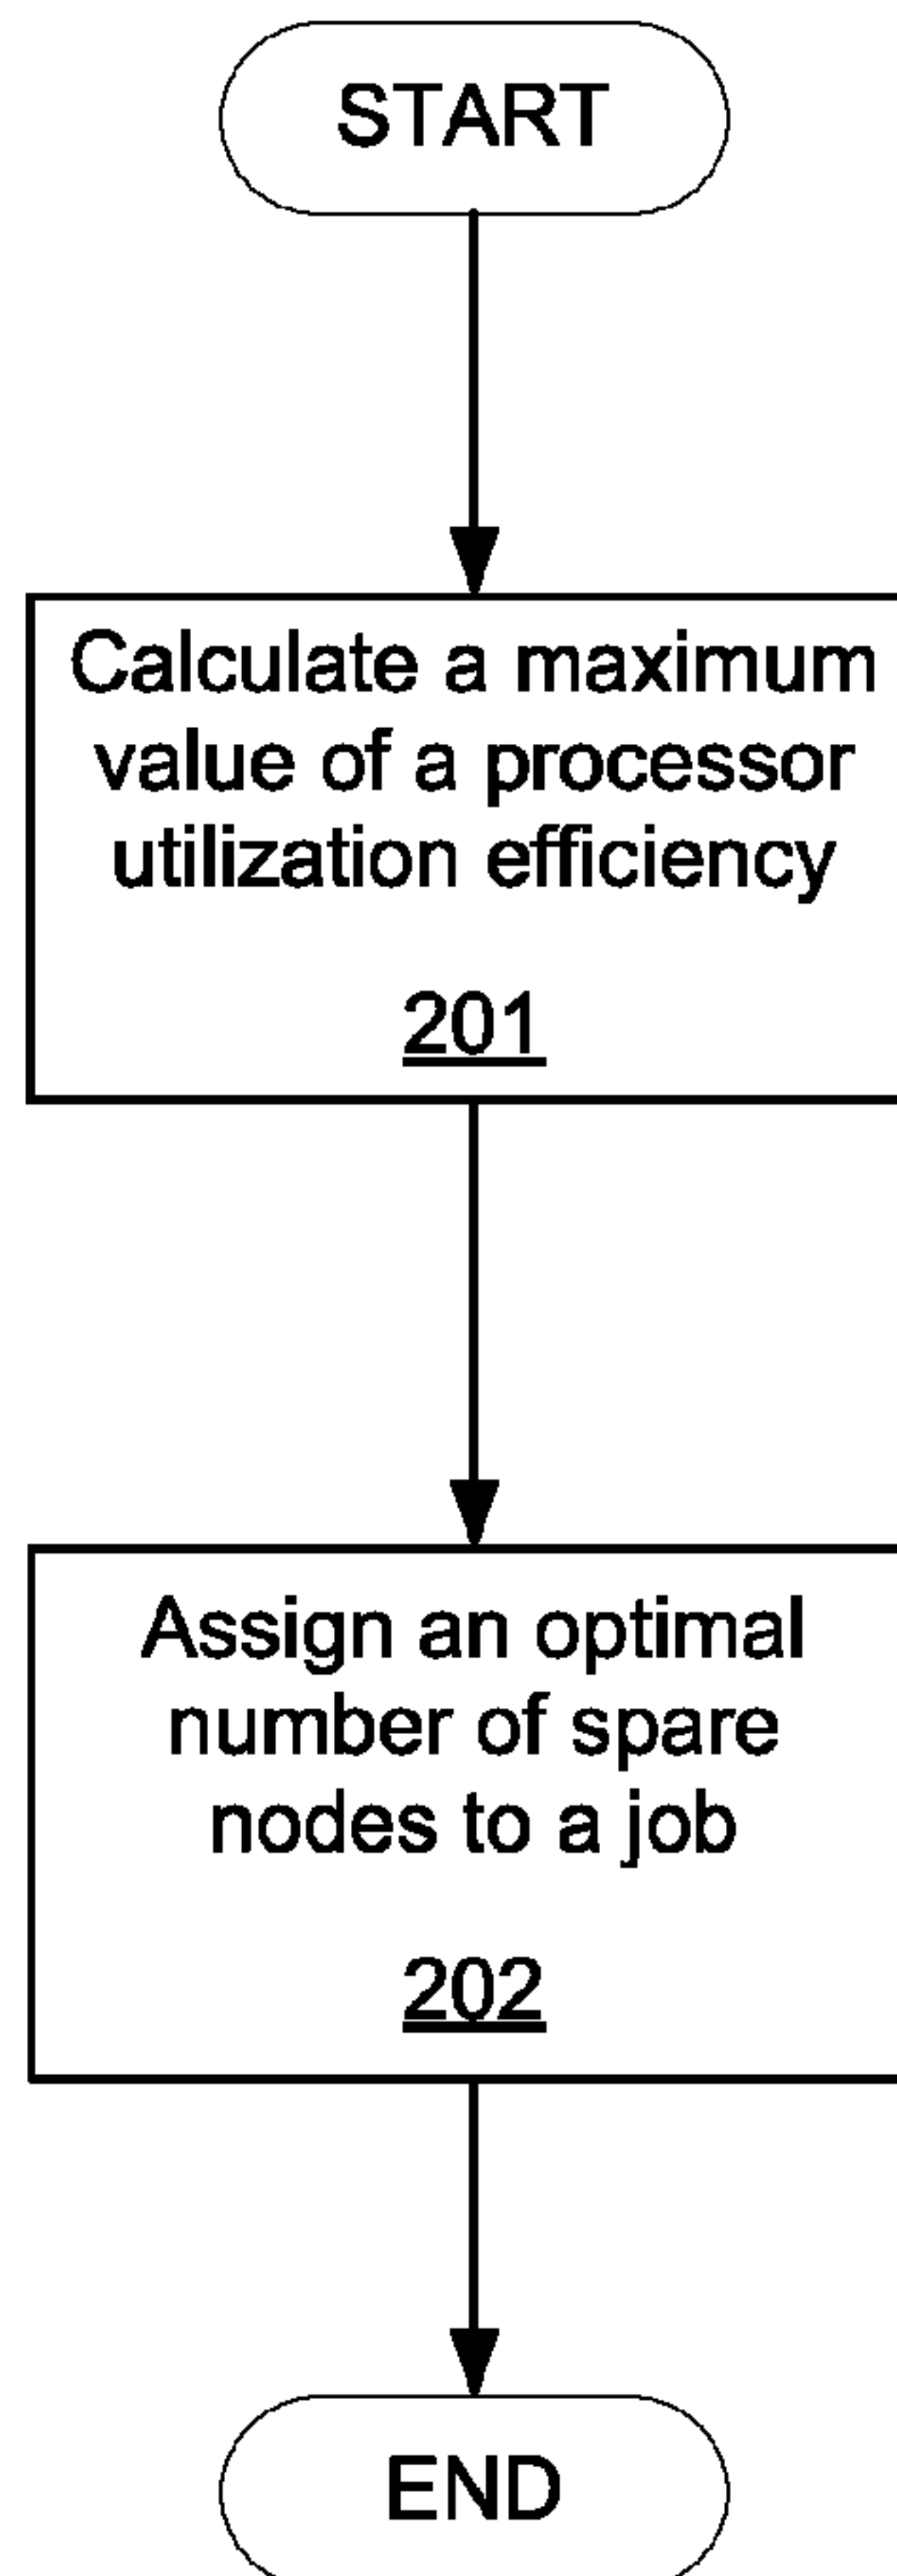 START
Calculate a maximum
value of a processor
utilization efficiency
201
Assign an optimal
number of spare
nodes to a job
202
END